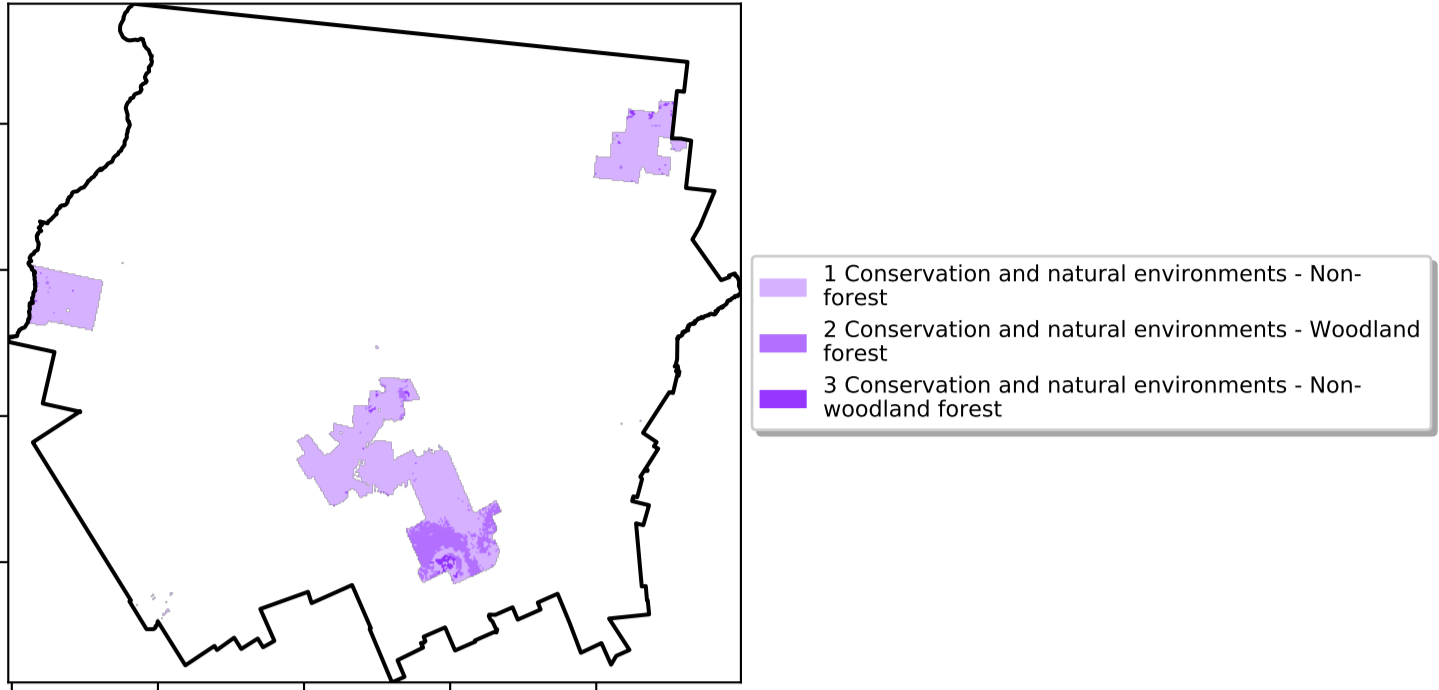 1 Conservation and natural environments - Non-
forest
2 Conservation and natural environments - Woodland
forest
3 Conservation and natural environments - Non-
woodland forest